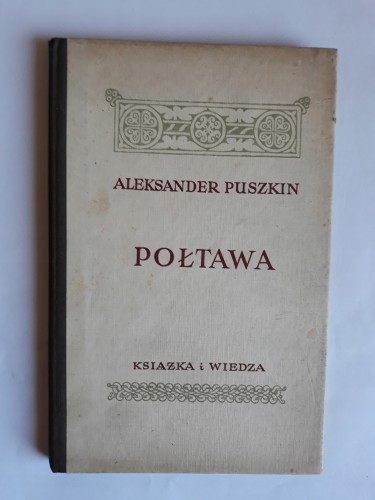 ALEKSANDER PUSZKIN
POŁTAWA
KSIĄŻKA i WIEDZA